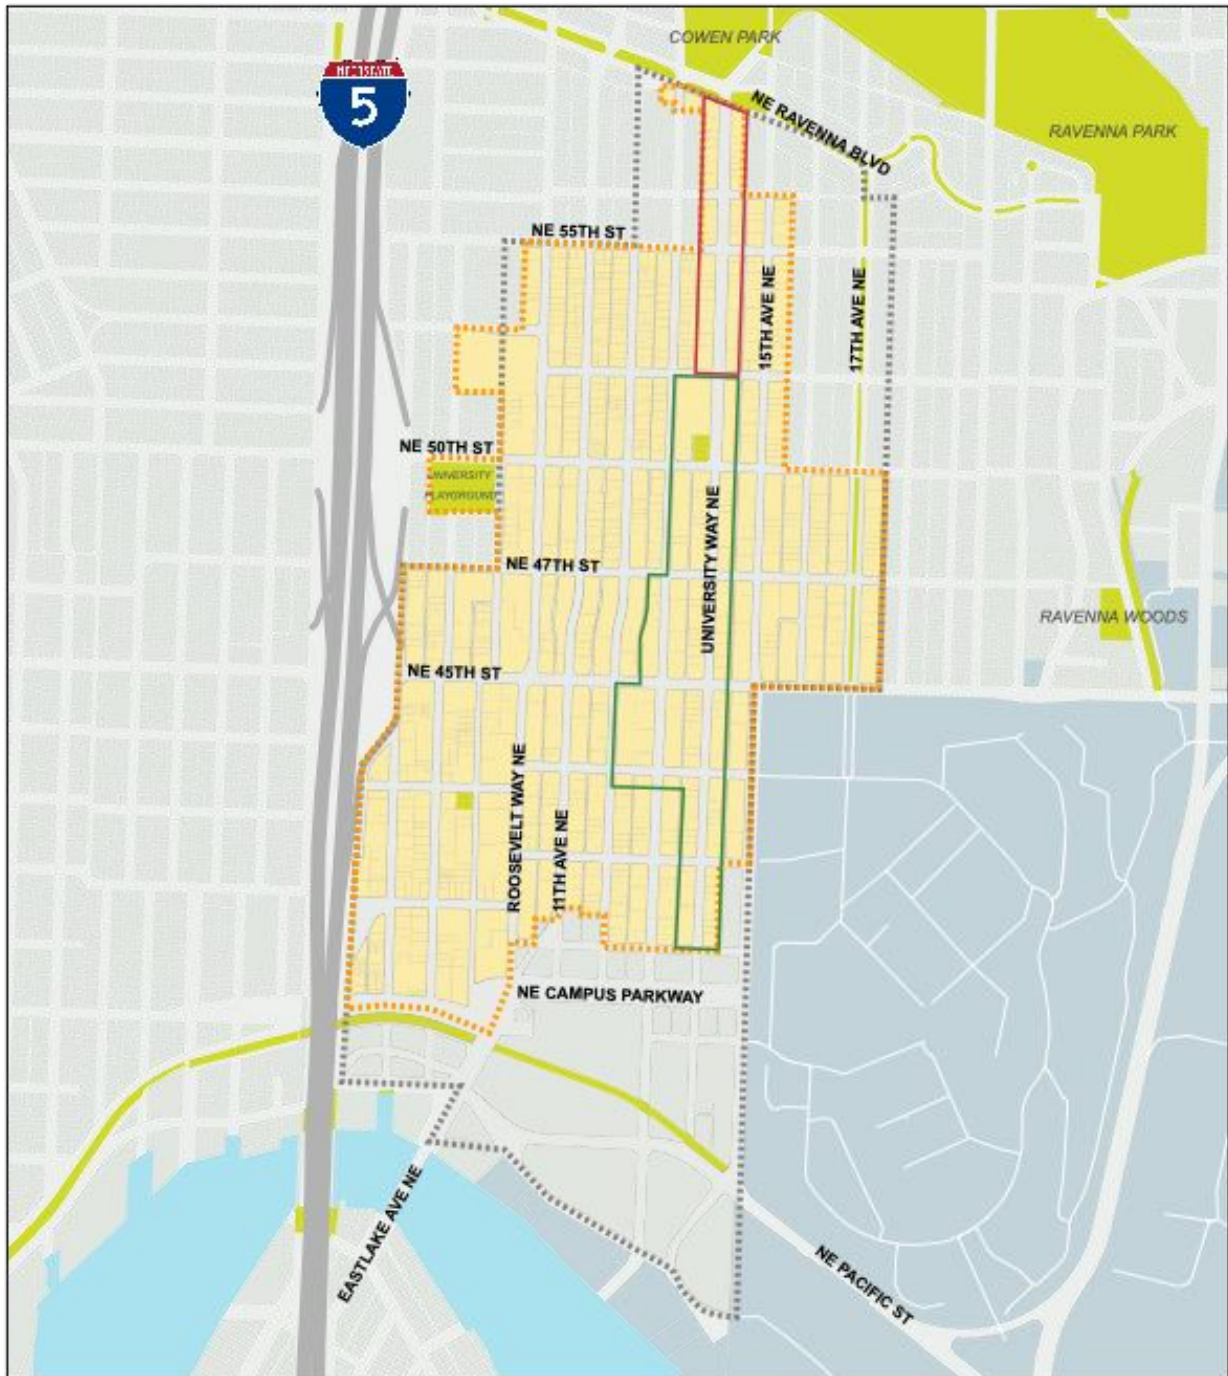 COWEN PARK
INTERSTATE
5
NE RAVENNA BLVD
RAVENNA PARK
NE 55TH ST
15TH AVE NE
17TH AVE NE
NE 50TH ST
UNIVERSITY
PLAYGROUND
UNIVERSITY WAY NE
NE 47TH ST
RAVENNA WOODS
NE 45TH ST
ROOSEVELT WAY NE
11TH AVE NE
NE CAMPUS PARKWAY
EASTLAKE AVE NE
NE PACIFIC ST